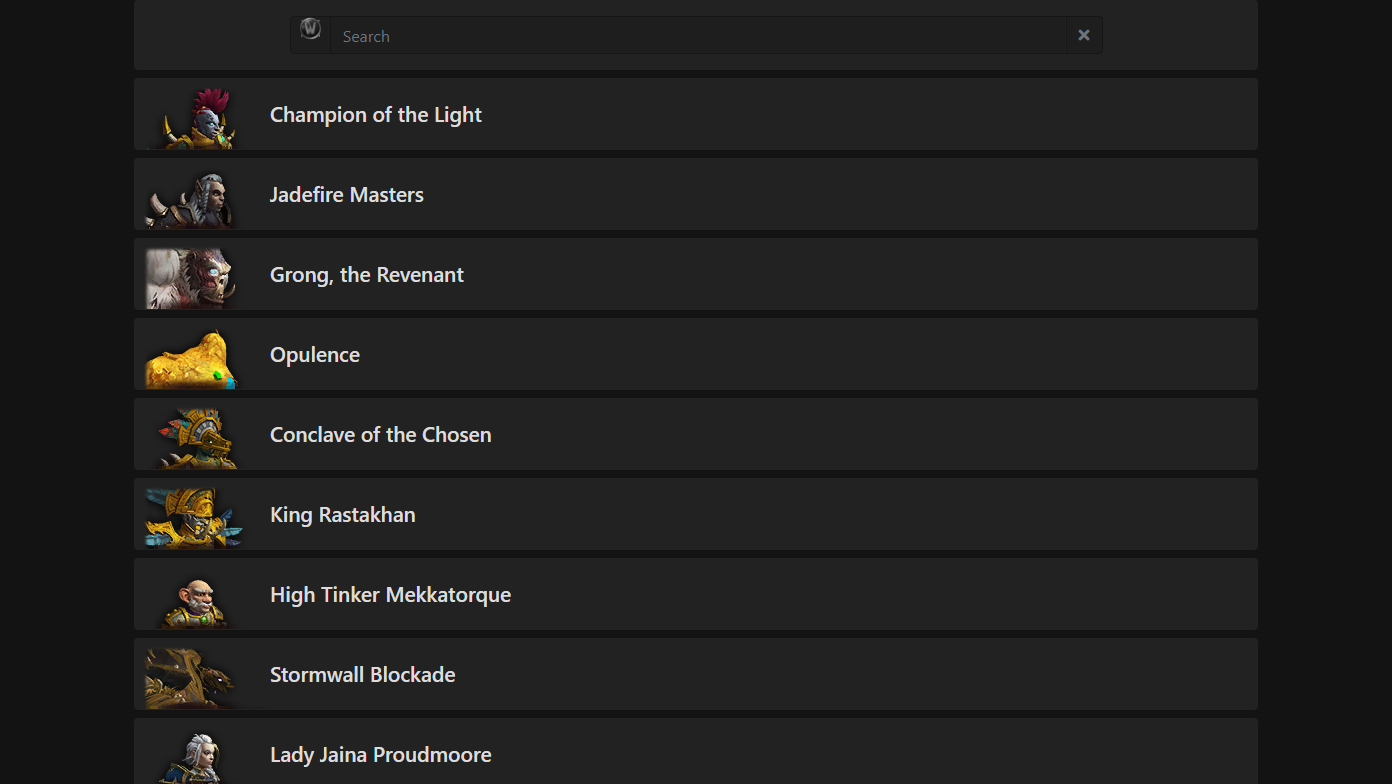 Search
Champion of the Light
Jadefire Masters
Grong, the Revenant
Opulence
Conclave of the Chosen
King Rastakhan
High Tinker Mekkatorque
Stormwall Blockade
Lady Jaina Proudmoore